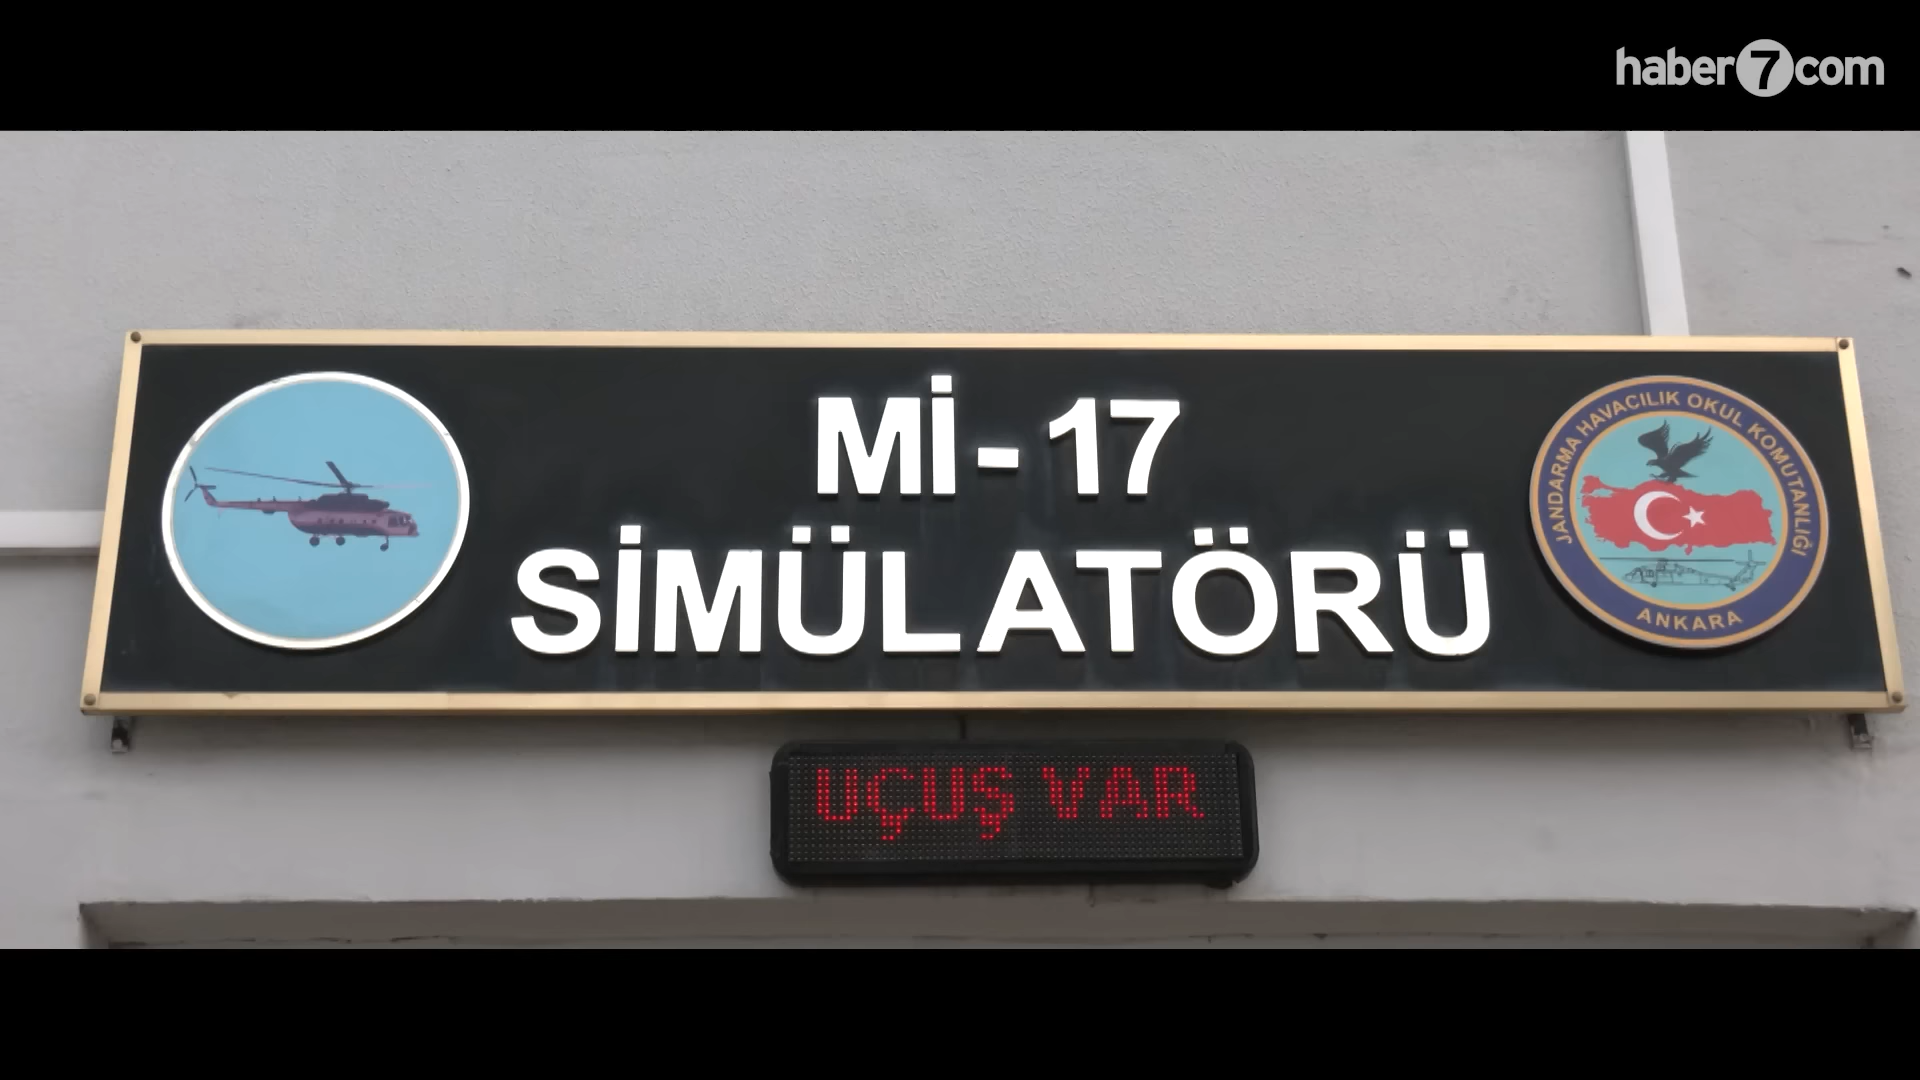 haber7com
Mİ-17
SİMÜLATÖRÜ
JANDARMA HAVACILIK OKUL KOMUTANLIĞI
ANKARA
UÇUŞ VAR